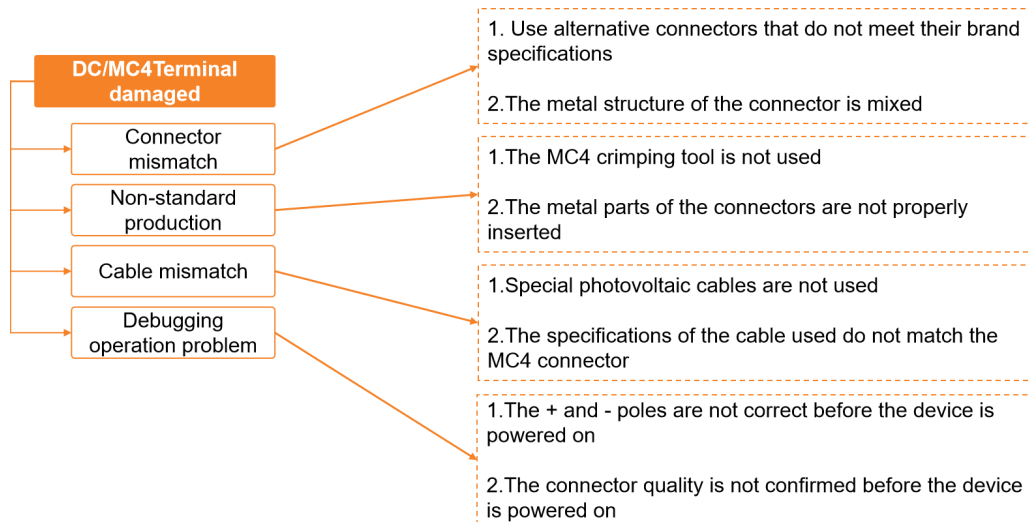 DC/MC4Terminal
damaged
Connector
mismatch
Non-standard
production
Cable mismatch
Debugging
operation problem
1. Use alternative connectors that do not meet their brand
specifications
2.The metal structure of the connector is mixed
1.The MC4 crimping tool is not used
2.The metal parts of the connectors are not properly
inserted
1.Special photovoltaic cables are not used
2.The specifications of the cable used do not match the
MC4 connector
1.The + and - poles are not correct before the device is
powered on
2.The connector quality is not confirmed before the device
is powered on